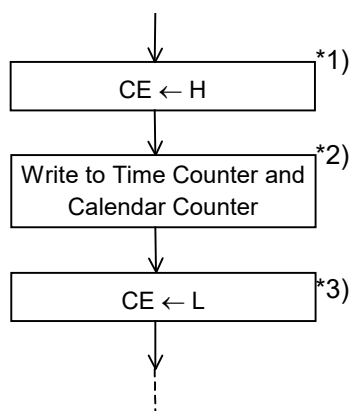 *1)
CE ← H
*2)
Write to Time Counter and
Calendar Counter
*3)
CE ← L